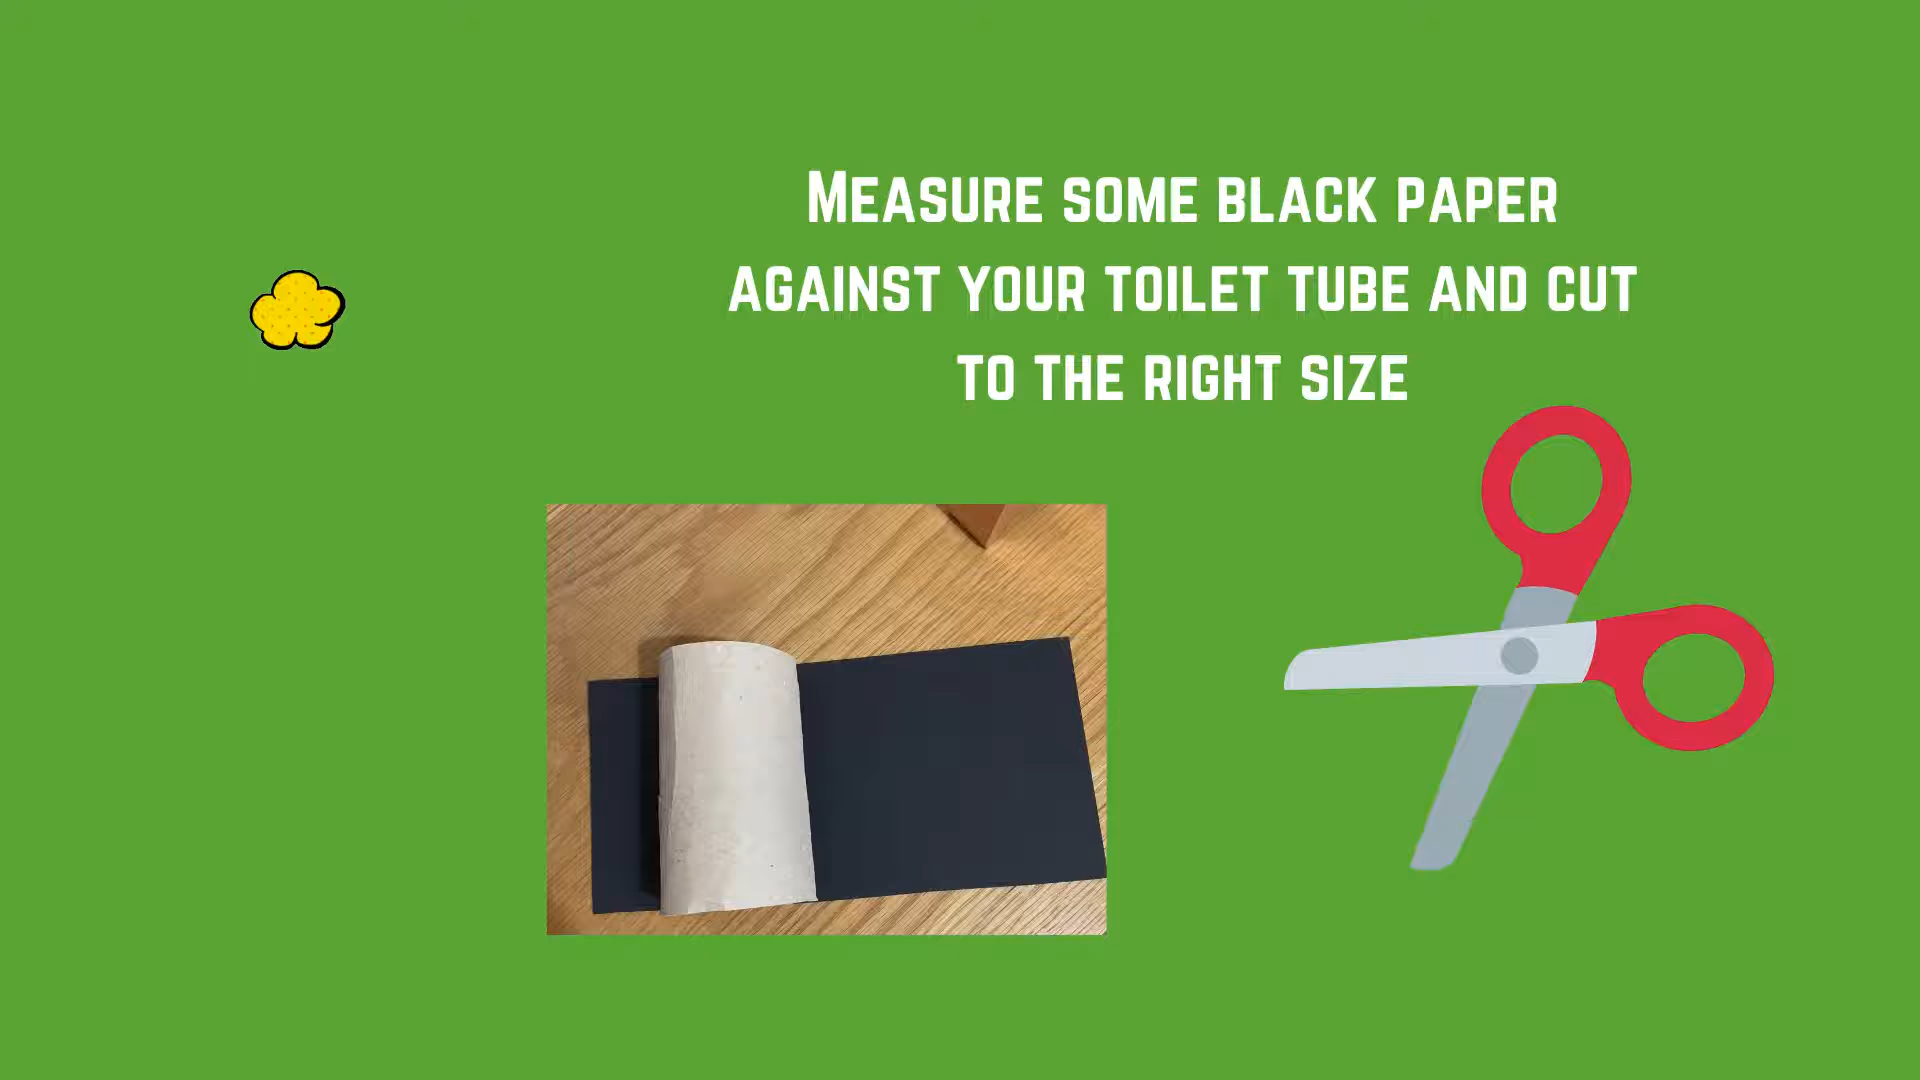 Measure some black paper
against your toilet tube and cut
to the right size